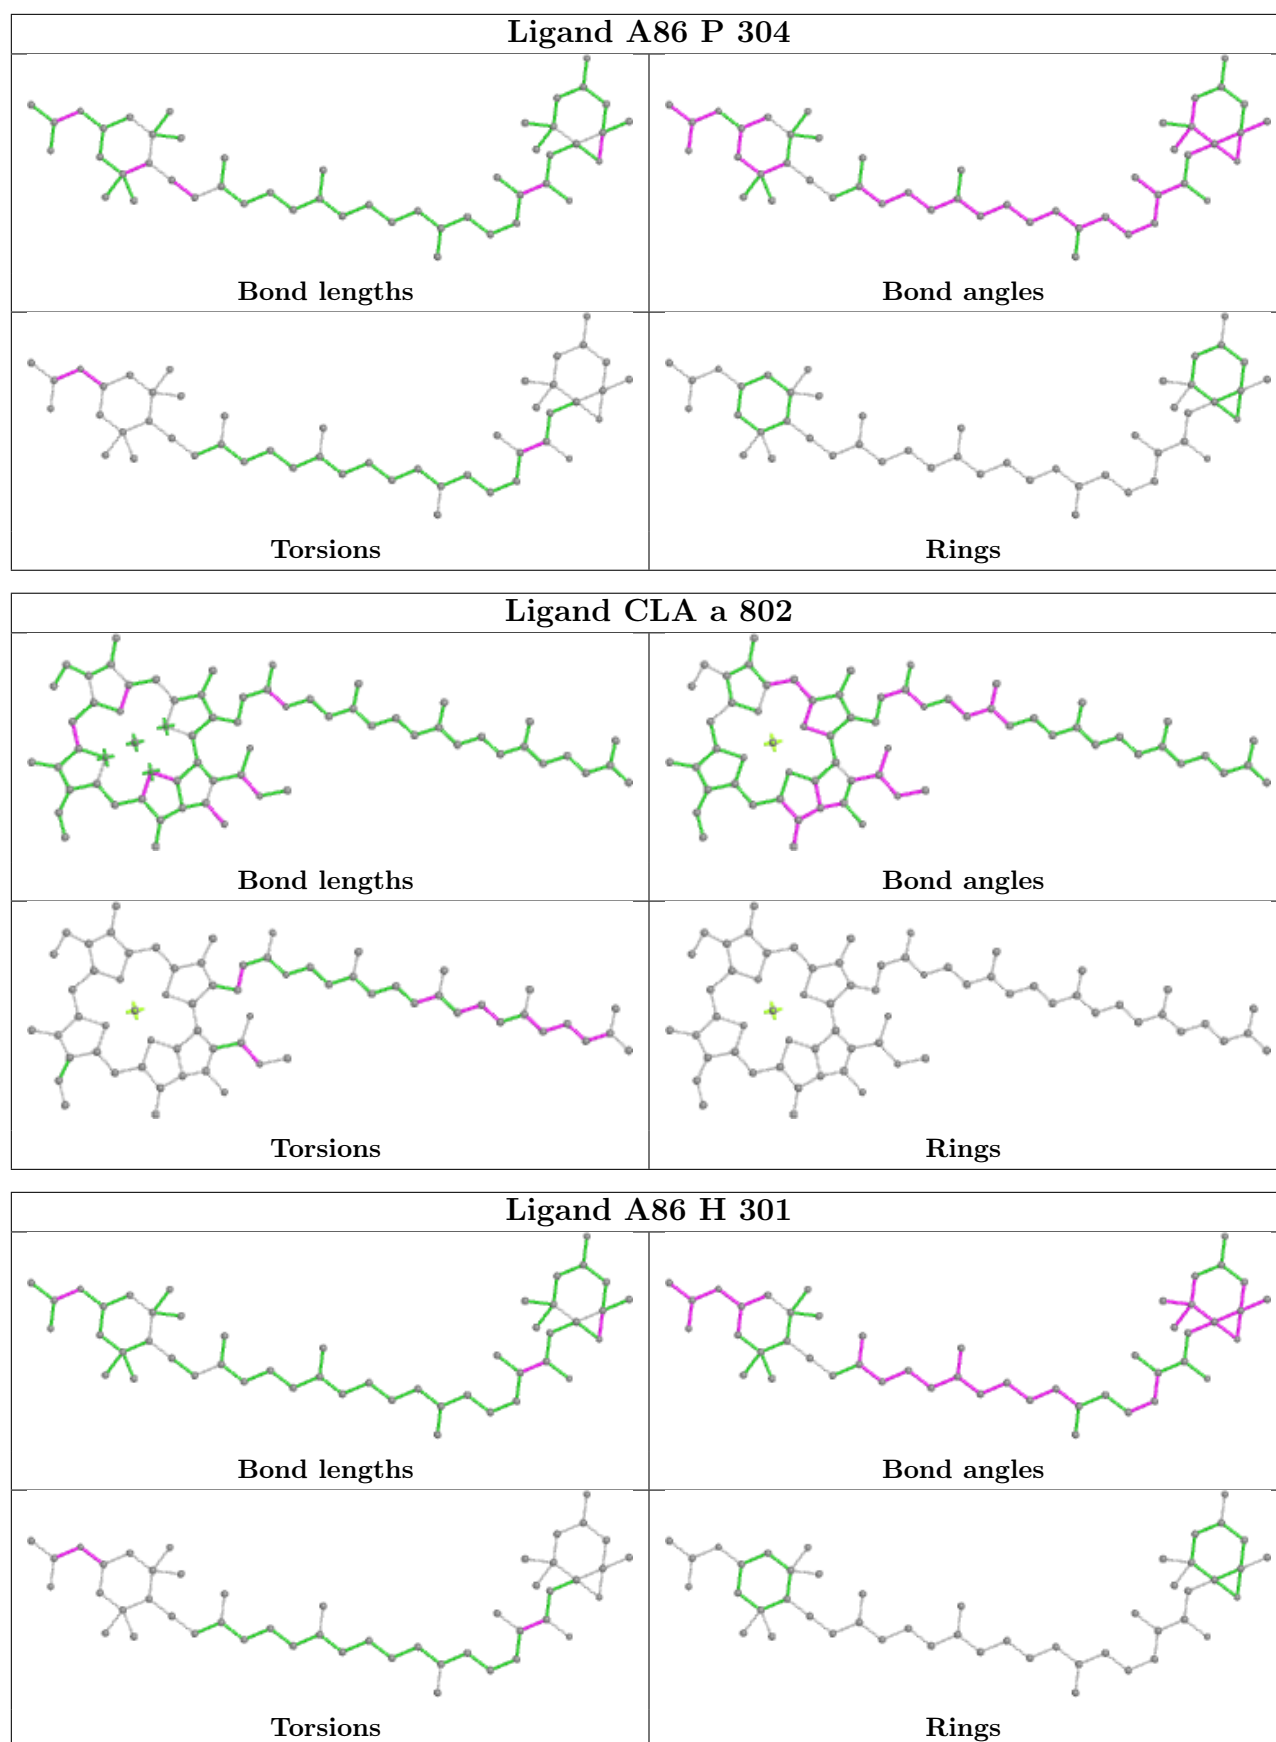 Ligand A86 P 304
Bond lengths
Bond angles
Torsions
Rings
Ligand CLA a 802
Bond lengths
Bond angles
Torsions
Rings
Ligand A86 H 301
Bond lengths
Bond angles
Torsions
Rings